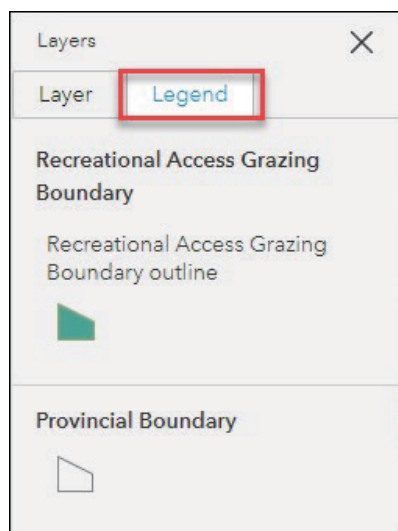 Layers
Layer Legend
Recreational Access Grazing
Boundary
Recreational Access Grazing
Boundary outline
Provincial Boundary